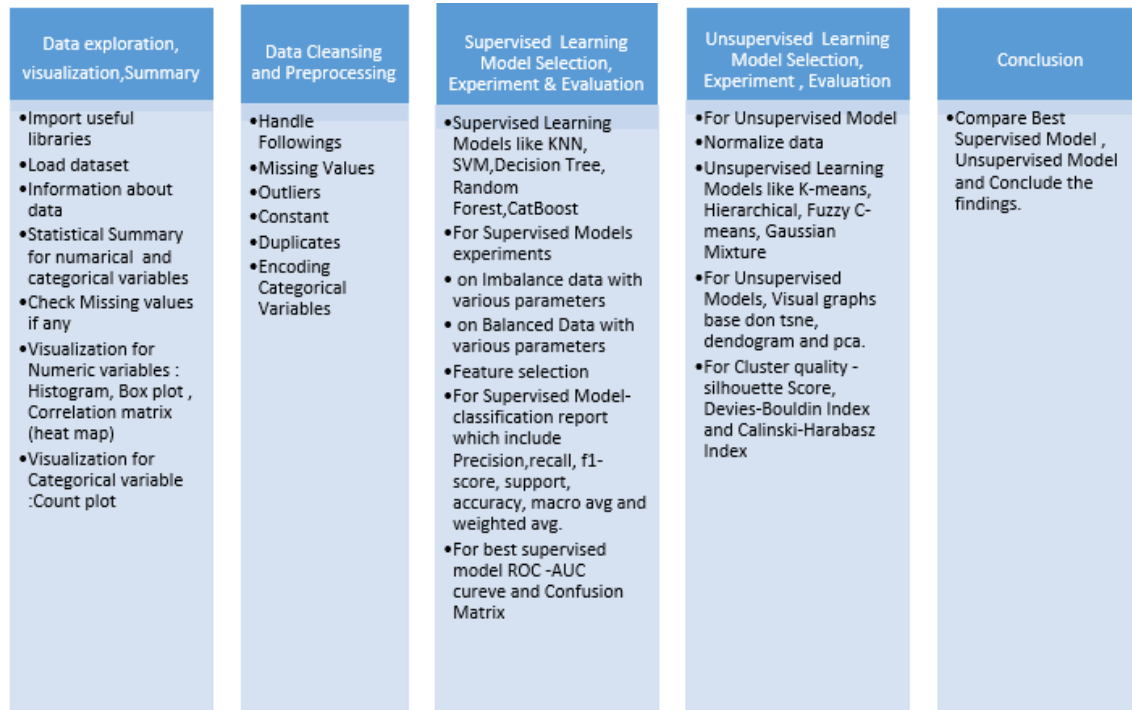 Data exploration,
visualization,Summary
•Import useful
libraries
•Load dataset
•Information about
data
•Statistical Summary
for numerical and
categorical variables
•Check Missing values
if any
•Visualization for
Numeric variables :
Histogram, Box plot ,
Correlation matrix
(heat map)
•Visualization for
Categorical variable
:Count plot
Data Cleansing
and Preprocessing
•Handle
Followings
•Missing Values
•Outliers
•Constant
•Duplicates
•Encoding
Categorical
Variables
Supervised Learning
Model Selection,
Experiment & Evaluation
•Supervised Learning
Models like KNN,
SVM,Decision Tree,
Random
Forest,CatBoost
•For Supervised Models
experiments
• on Imbalance data with
various parameters
• on Balanced Data with
various parameters
•Feature selection
•For Supervised Model-
classification report
which include
Precision,recall, f1-
score, support,
accuracy, macro avg and
weighted avg.
•For best supervised
model ROC -AUC
cureve and Confusion
Matrix
Unsupervised Learning
Model Selection,
Experiment , Evaluation
•For Unsupervised Model
•Normalize data
•Unsupervised Learning
Models like K-means,
Hierarchical, Fuzzy C-
means, Gaussian
Mixture
•For Unsupervised
Models, Visual graphs
base don tsne,
dendogram and pca.
•For Cluster quality -
silhouette Score,
Devies-Bouldin Index
and Calinski-Harabasz
Index
Conclusion
•Compare Best
Supervised Model ,
Unsupervised Model
and Conclude the
findings.